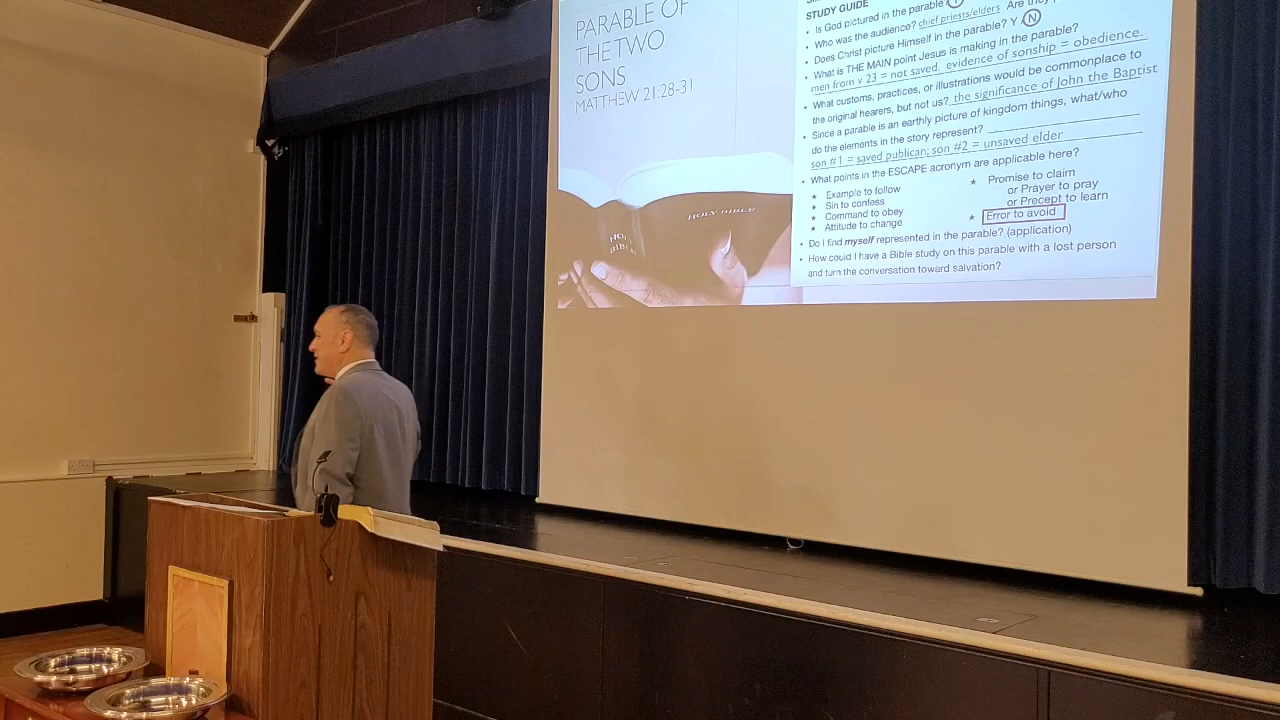 PARABLE OF
THE TWO
SONS
MATTHEW 21:28-31
HOLY BIBLE
HOLY
BIBLE
STUDY GUIDE
• Is God pictured in the parable? Y
• Who was the audience? chief priests/elders Are they
• Does Christ picture Himself in the parable? Y N
• What is THE MAIN point Jesus is making in the parable?
men from v 23 = not saved. evidence of sonship = obedience.
• What customs, practices, or illustrations would be commonplace to
the original hearers, but not us? the significance of John the Baptist
• Since a parable is an earthly picture of kingdom things, what/who
do the elements in the story represent?
son #1 = saved publican; son #2 = unsaved elder
• What points in the ESCAPE acronym are applicable here?
★ Example to follow
★ Sin to confess
★ Command to obey
★ Attitude to change
★ Promise to claim
or Prayer to pray
or Precept to learn
★ Error to avoid
• Do I find myself represented in the parable? (application)
• How could I have a Bible study on this parable with a lost person
and turn the conversation toward salvation?